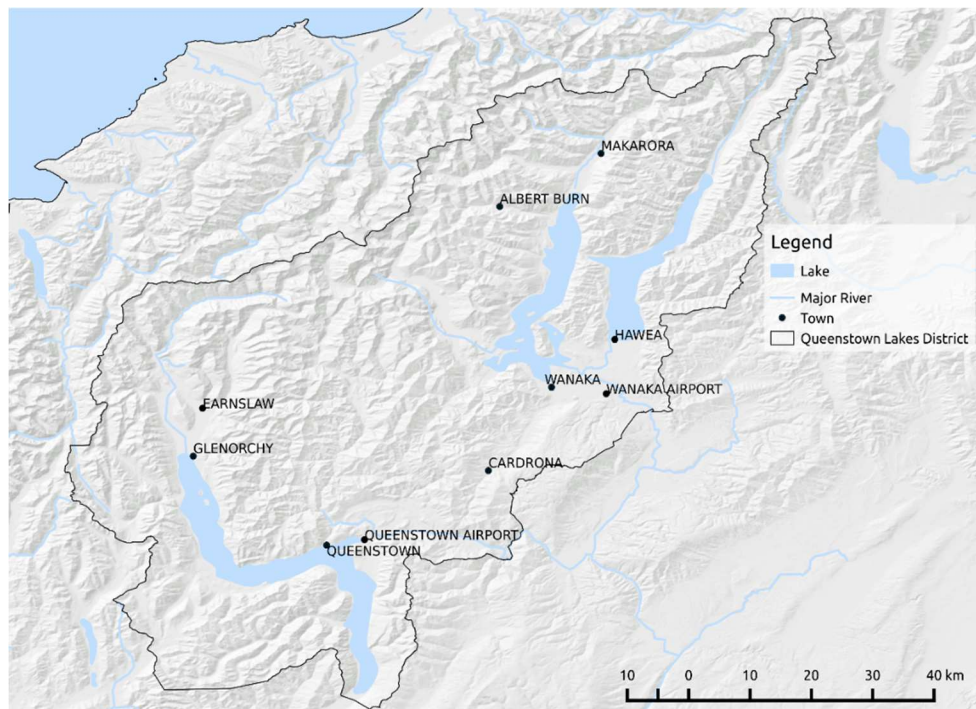 MAKARORA
ALBERT BURN
Legend
Lake
Major River
Town
Queenstown Lakes District
HAWEA
WANAKA
WANAKA AIRPORT
EARNSLAW
GLENORCHY
CARDRONA
QUEENSTOWN AIRPORT
QUEENSTOWN
10 0 10 20 30 40 km